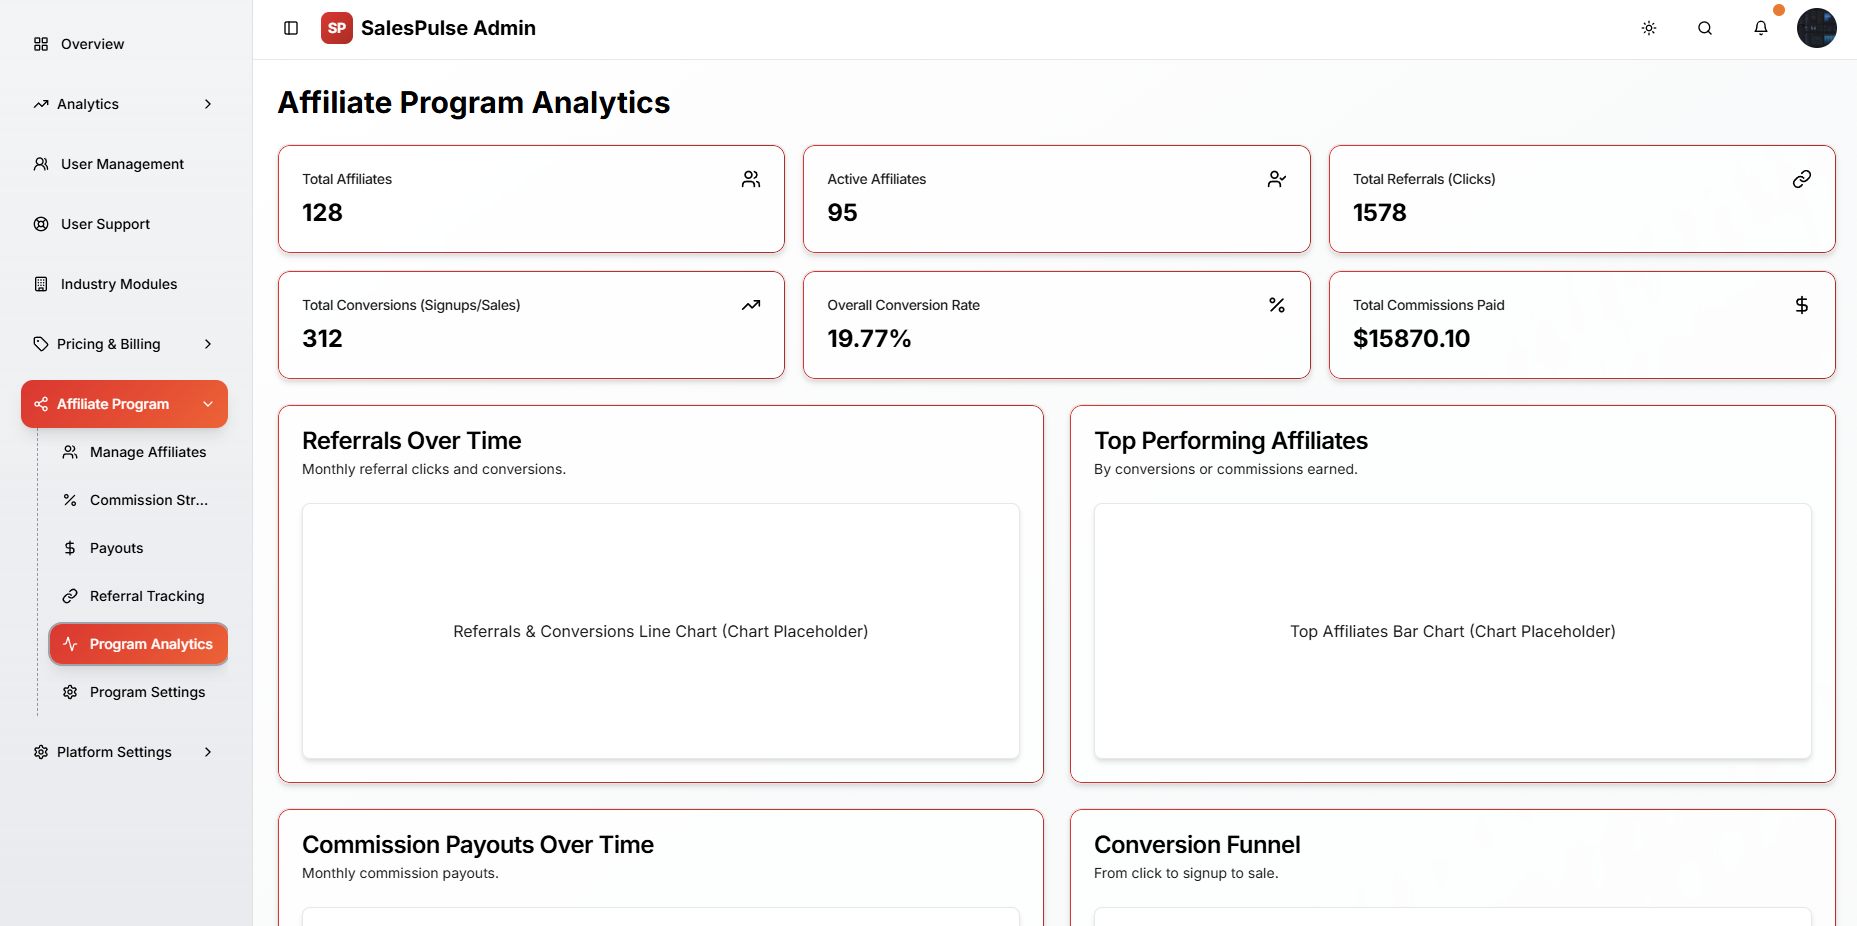 Overview
Analytics
User Management
User Support
Industry Modules
Pricing & Billing
Affiliate Program
Manage Affiliates
Commission Str...
Payouts
Referral Tracking
Program Analytics
Program Settings
Platform Settings
SP SalesPulse Admin
Affiliate Program Analytics
Total Affiliates
128
Active Affiliates
95
Total Referrals (Clicks)
1578
Total Conversions (Signups/Sales)
312
Overall Conversion Rate
19.77%
Total Commissions Paid
$15870.10
Referrals Over Time
Monthly referral clicks and conversions.
Referrals & Conversions Line Chart (Chart Placeholder)
Top Performing Affiliates
By conversions or commissions earned.
Top Affiliates Bar Chart (Chart Placeholder)
Commission Payouts Over Time
Monthly commission payouts.
Conversion Funnel
From click to signup to sale.